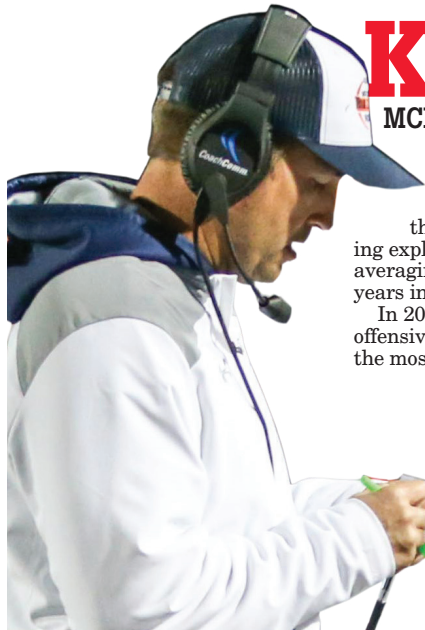 K
MC
th
ing expl
averagi
years in
In 20
offensiv
the mos
CoachComm